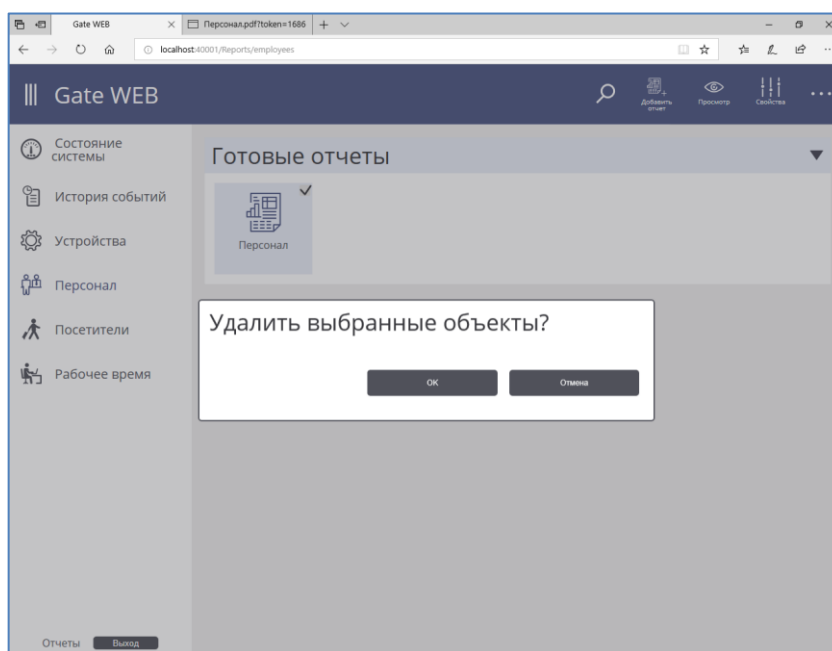 Gate WEB
Персонал.pdf?token=1686
localhost:40001/Reports/employees
Gate WEB
Добавить
отчет
Просмотр
Свойства
Состояние
системы
История событий
Устройства
Персонал
Посетители
Рабочее время
Готовые отчеты
Персонал
Удалить выбранные объекты?
OK
Отмена
Отчеты
Выход